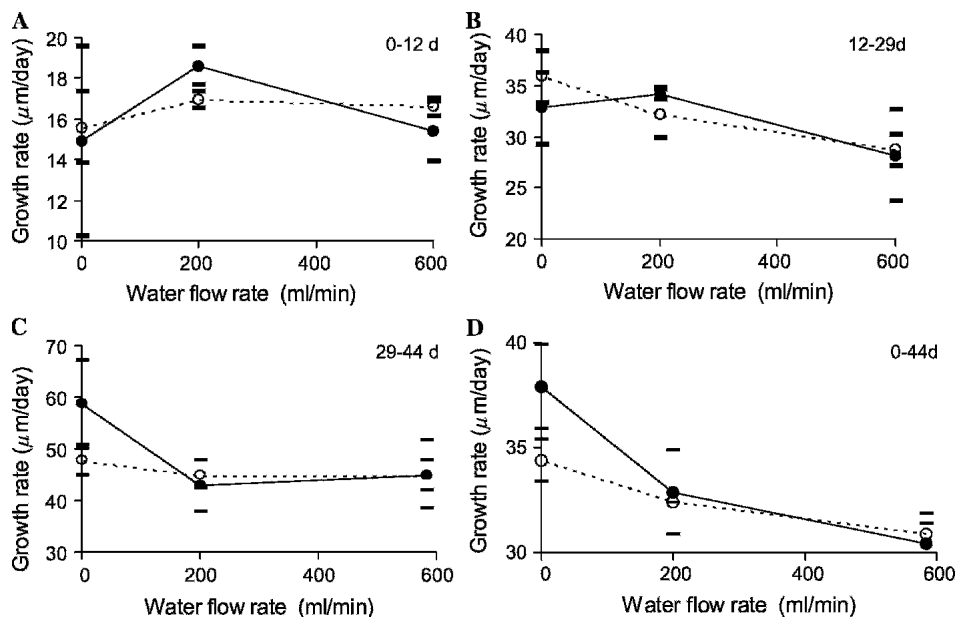 A
Growth rate (μm/day)
20
18
16
14
12
10
0-12 d
0
200
400
600
Water flow rate (ml/min)
B
Growth rate (μm/day)
40
35
30
25
20
12-29d
0
200
400
600
Water flow rate (ml/min)
C
Growth rate (μm/day)
70
60
50
40
30
29-44 d
0
200
400
600
Water flow rate (ml/min)
D
Growth rate (μm/day)
40
35
30
0-44d
0
200
400
600
Water flow rate (ml/min)